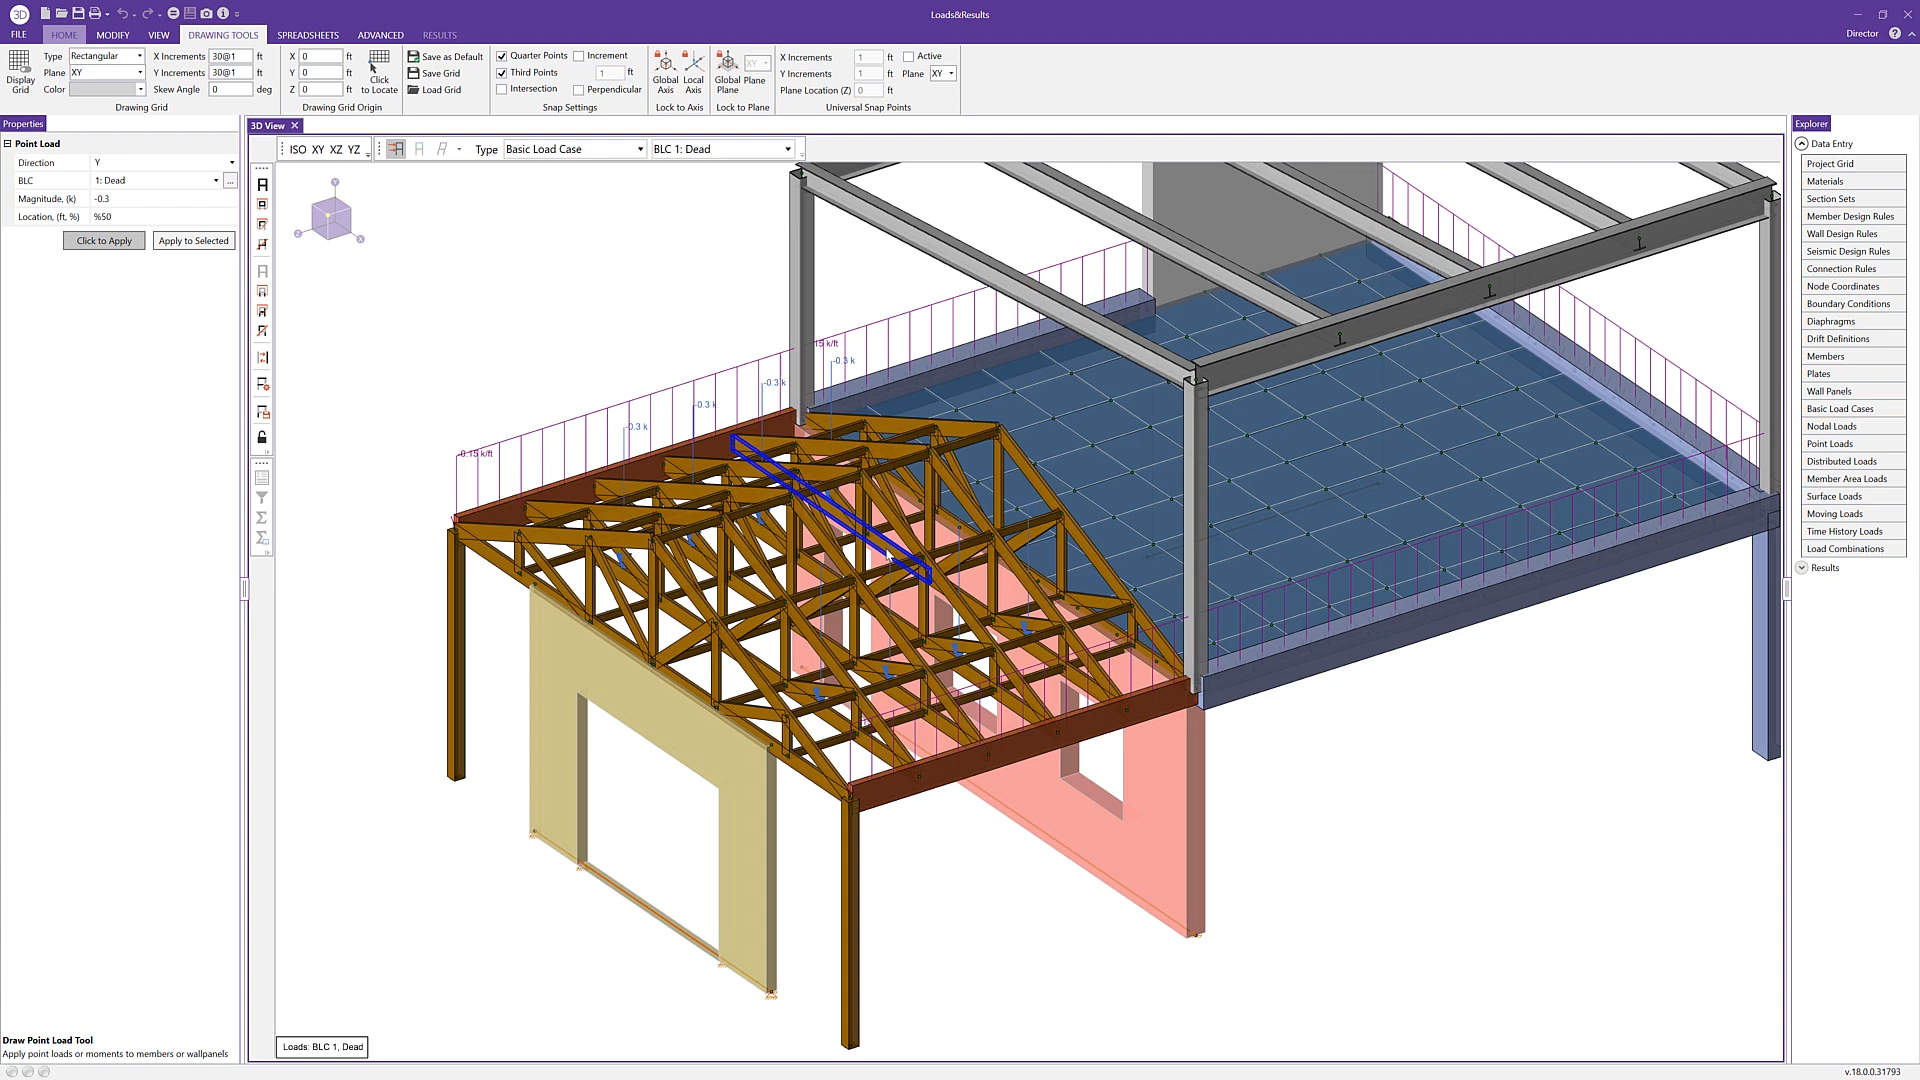 3D
Loads&Results
FILE
HOME
MODIFY
VIEW
DRAWING TOOLS
SPREADSHEETS
ADVANCED
RESULTS
Director
Display Grid
Type Rectangular
Plane XY
Color
X Increments 30@1 ft
Y Increments 30@1 ft
Skew Angle 0 deg
Drawing Grid
X 0 ft
Y 0 ft
Z 0 ft
Click to Locate
Drawing Grid Origin
Save as Default
Save Grid
Load Grid
Quarter Points
Increment
Third Points
1 ft
Intersection
Perpendicular
Snap Settings
Global Axis
Local Axis
Lock to Axis
Global Plane
XY
Plane
Lock to Plane
X Increments 1 ft
Y Increments 1 ft
Plane Location (Z) 0 ft
Active
Plane XY
Universal Snap Points
Properties
Point Load
Direction Y
BLC 1: Dead ...
Magnitude, (k) -0.3
Location, (ft, %) %50
Click to Apply
Apply to Selected
3D View
ISO XY XZ YZ
Type Basic Load Case
BLC 1: Dead
Y
Z
X
15 k/ft
-0.3 k
-0.3 k
-0.3 k
-0.3 k
-0.15 k/ft
Loads: BLC 1, Dead
Explorer
Data Entry
Project Grid
Materials
Section Sets
Member Design Rules
Wall Design Rules
Seismic Design Rules
Connection Rules
Node Coordinates
Boundary Conditions
Diaphragms
Drift Definitions
Members
Plates
Wall Panels
Basic Load Cases
Nodal Loads
Point Loads
Distributed Loads
Member Area Loads
Surface Loads
Moving Loads
Time History Loads
Load Combinations
Results
Draw Point Load Tool
Apply point loads or moments to members or wallpanels
v.18.0.0.31793